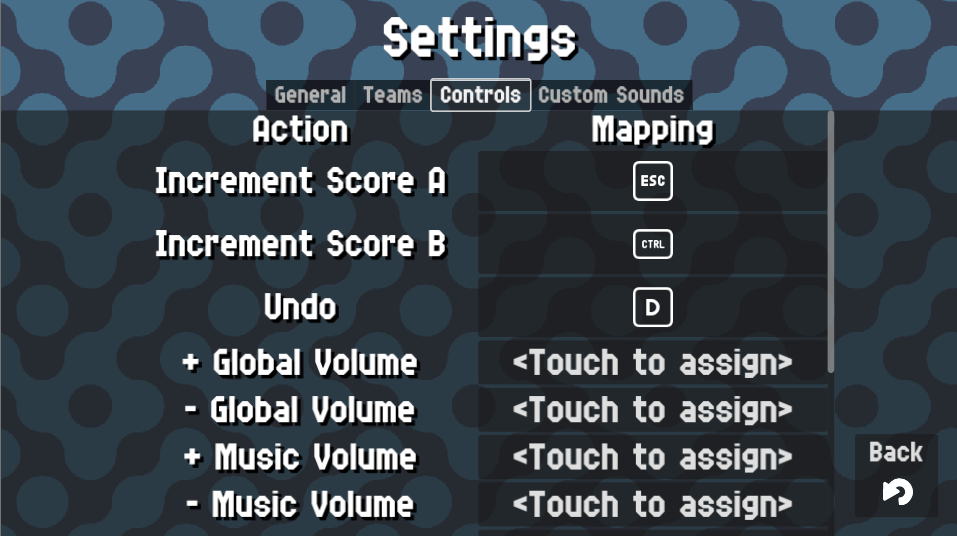 Settings
General Teams Controls Custom Sounds
Action Mapping
Increment Score A ESC
Increment Score B CTRL
Undo D
+ Global Volume <Touch to assign>
- Global Volume <Touch to assign>
+ Music Volume <Touch to assign>
- Music Volume <Touch to assign>
Back